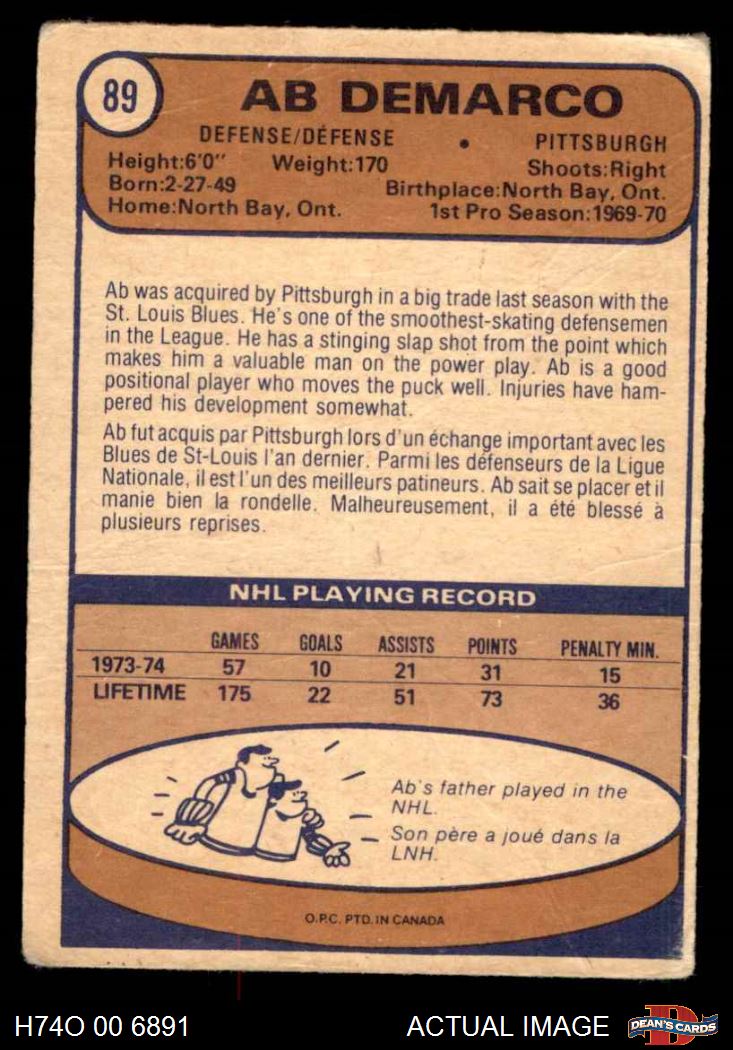 89
AB DEMARCO
DEFENSE/DÉFENSE • PITTSBURGH
Height:6'0" Weight:170 Shoots:Right
Born:2-27-49 Birthplace:North Bay, Ont.
Home:North Bay, Ont. 1st Pro Season:1969-70
Ab was acquired by Pittsburgh in a big trade last season with the
St. Louis Blues. He's one of the smoothest-skating defensemen
in the League. He has a stinging slap shot from the point which
makes him a valuable man on the power play. Ab is a good
positional player who moves the puck well. Injuries have ham-
pered his development somewhat.
Ab fut acquis par Pittsburgh lors d'un échange important avec les
Blues de St-Louis l'an dernier. Parmi les défenseurs de la Ligue
Nationale, il est l'un des meilleurs patineurs. Ab sait se placer et il
manie bien la rondelle. Malheureusement, il a été blessé à
plusieurs reprises.
NHL PLAYING RECORD
GAMES GOALS ASSISTS POINTS PENALTY MIN.
1973-74 57 10 21 31 15
LIFETIME 175 22 51 73 36
Ab's father played in the
NHL.
Son père a joué dans la
LNH.
O.P.C. PTD. IN CANADA
H74O 00 6891 ACTUAL IMAGE DEAN'S CARDS